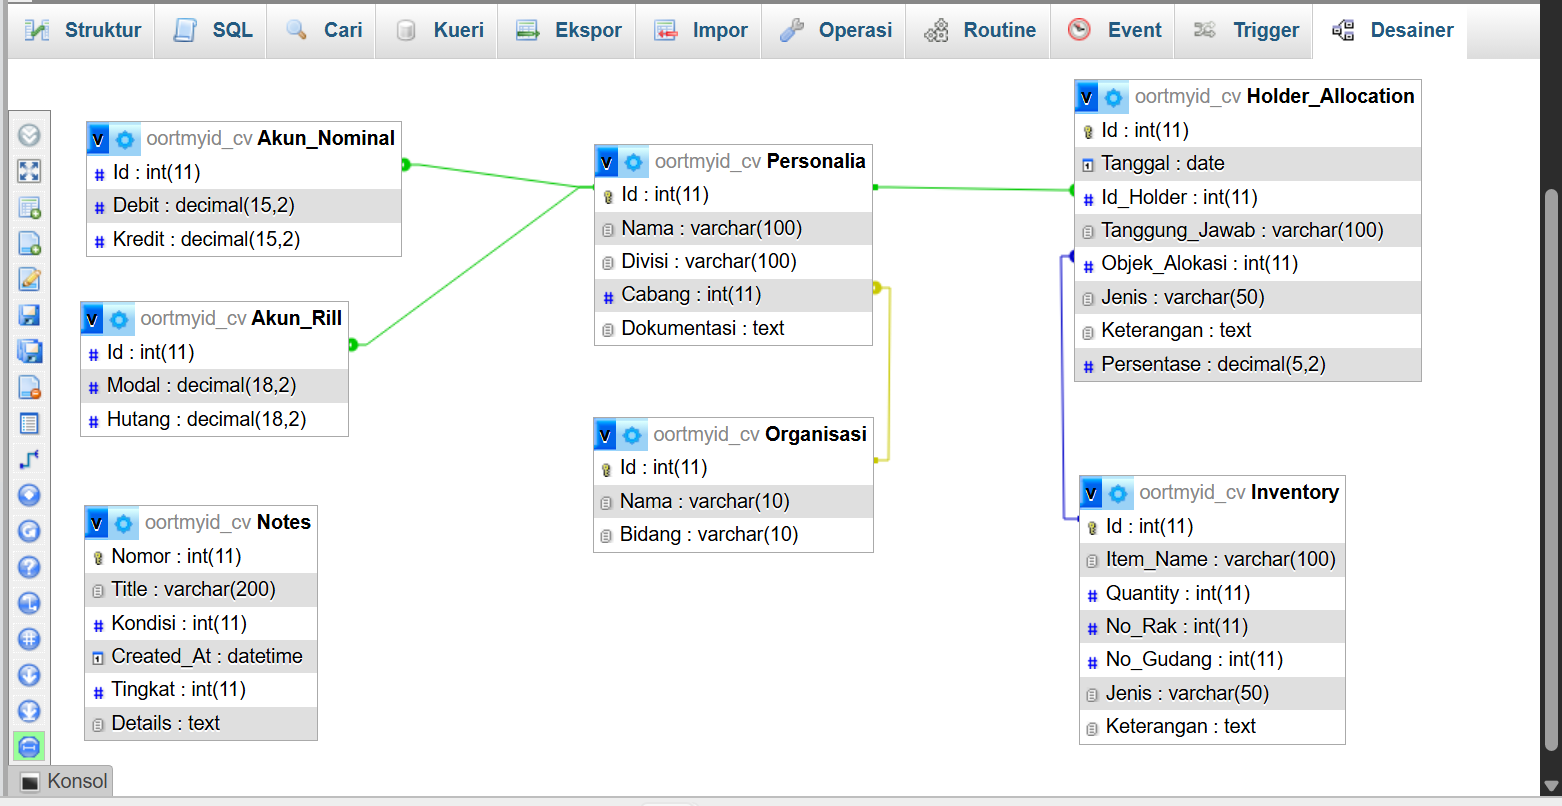 Struktur SQL Cari Kueri Ekspor Impor Operasi Routine Event Trigger Desainer
v oortmyid_cv Akun_Nominal
# Id : int(11)
# Debit : decimal(15,2)
# Kredit : decimal(15,2)
v oortmyid_cv Akun_Rill
# Id : int(11)
# Modal : decimal(18,2)
# Hutang : decimal(18,2)
v oortmyid_cv Notes
Nomor : int(11)
Title : varchar(200)
# Kondisi : int(11)
Created_At : datetime
# Tingkat : int(11)
Details : text
v oortmyid_cv Personalia
Id : int(11)
Nama : varchar(100)
Divisi : varchar(100)
# Cabang : int(11)
Dokumentasi : text
v oortmyid_cv Organisasi
Id : int(11)
Nama : varchar(10)
Bidang : varchar(10)
v oortmyid_cv Holder_Allocation
Id : int(11)
Tanggal : date
# Id_Holder : int(11)
Tanggung_Jawab : varchar(100)
# Objek_Alokasi : int(11)
Jenis : varchar(50)
Keterangan : text
# Persentase : decimal(5,2)
v oortmyid_cv Inventory
Id : int(11)
Item_Name : varchar(100)
# Quantity : int(11)
# No_Rak : int(11)
# No_Gudang : int(11)
Jenis : varchar(50)
Keterangan : text
Konsol